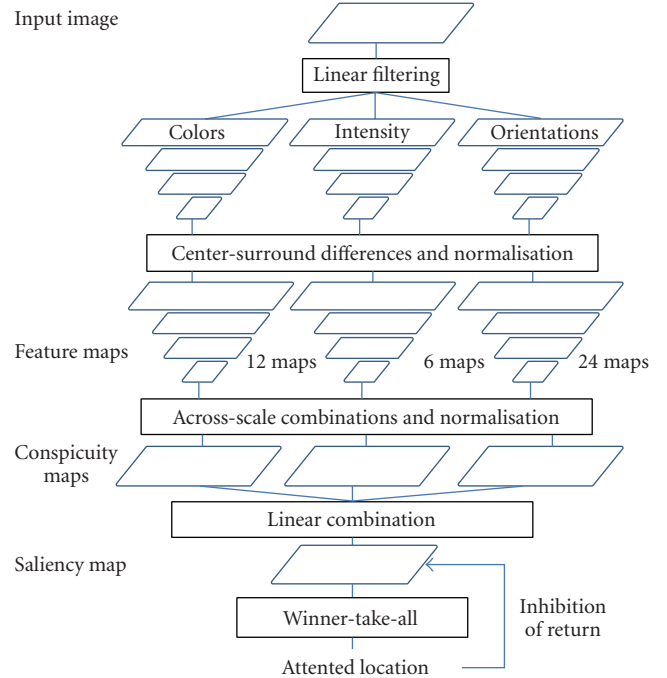 Input image
Linear filtering
Colors
Intensity
Orientations
Center-surround differences and normalisation
Feature maps
12 maps
6 maps
24 maps
Across-scale combinations and normalisation
Conspicuity
maps
Linear combination
Saliency map
Winner-take-all
Inhibition
of return
Attented location